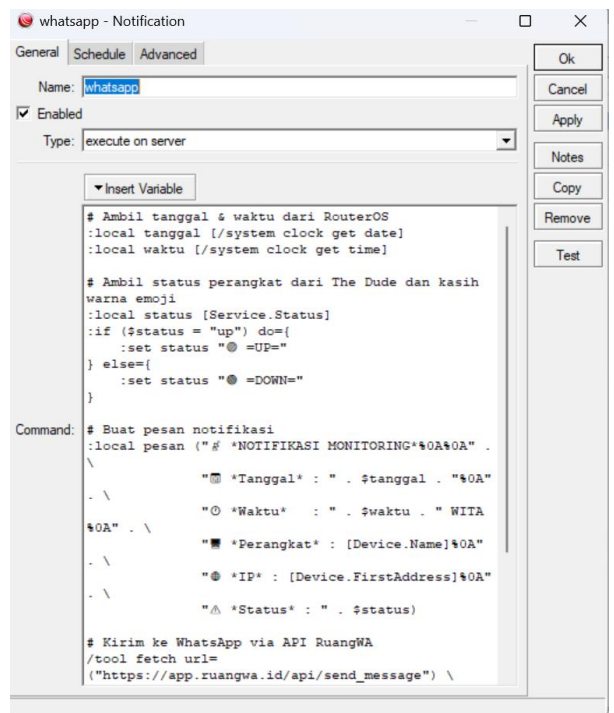 whatsapp - Notification
General Schedule Advanced
Ok
Name: whatsapp
Cancel
Enabled
Apply
Type: execute on server
Notes
Insert Variable
Copy
# Ambil tanggal & waktu dari RouterOS
Remove
:local tanggal [/system clock get date]
:local waktu [/system clock get time]
Test
# Ambil status perangkat dari The Dude dan kasih
warna emoji
:local status [Service.Status]
:if ($status = "up") do={
:set status "🟢 =UP="
} else={
:set status "🔴 =DOWN="
}
Command:
# Buat pesan notifikasi
:local pesan ("📡 *NOTIFIKASI MONITORING*%0A%0A" .
\
"📅 *Tanggal* : " . $tanggal . "%0A"
. \
"🕒 *Waktu* : " . $waktu . " WITA
%0A" . \
"🖥 *Perangkat* : [Device.Name]%0A"
. \
"🌐 *IP* : [Device.FirstAddress]%0A"
. \
"⚠ *Status* : " . $status)
# Kirim ke WhatsApp via API RuangWA
/tool fetch url=
("https://app.ruangwa.id/api/send_message") \